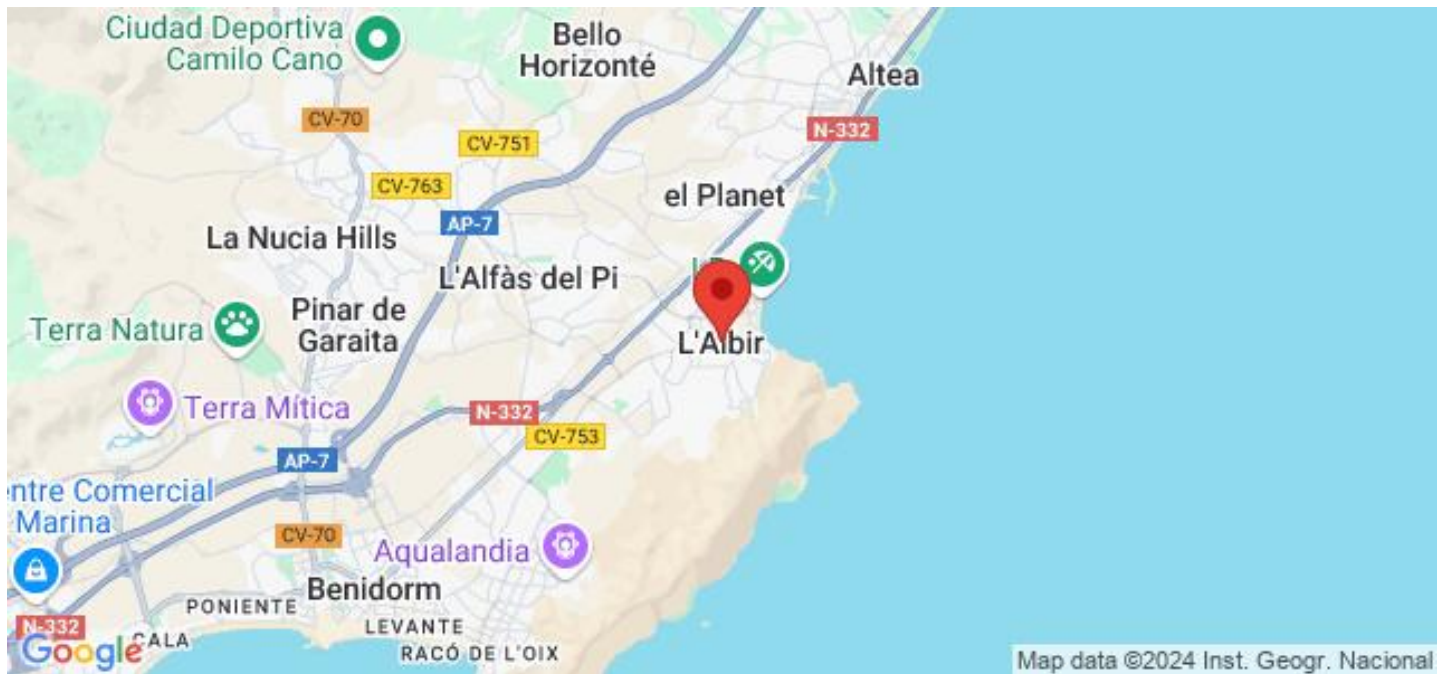 Ciudad Deportiva
Camilo Cano
Bello
Horizonté
Altea
CV-70
N-332
CV-751
CV-763
el Planet
AP-7
La Nucia Hills
L'Alfàs del Pi
Pinar de
Garaita
Terra Natura
L'Albir
Terra Mítica
N-332
CV-753
AP-7
entre Comercial
Marina
CV-70
Aqualandia
Benidorm
PONIENTE
LEVANTE
N-332
CALA
RACÓ DE L'OIX
Google
Map data ©2024 Inst. Geogr. Nacional